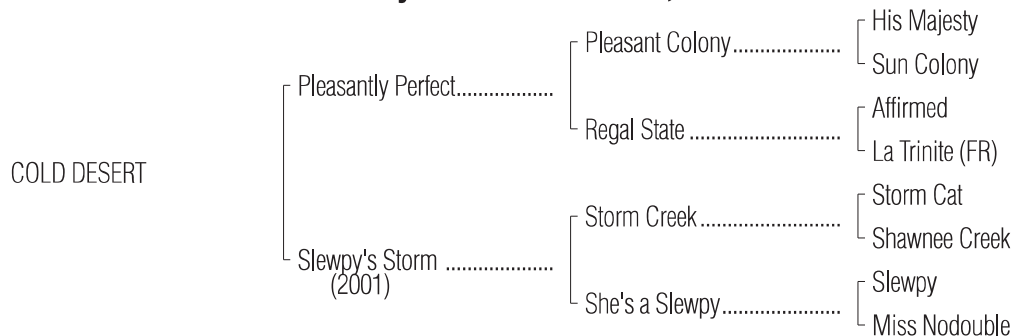 His Majesty
Pleasant Colony
Sun Colony
Pleasantly Perfect
Affirmed
Regal State
La Trinite (FR)
COLD DESERT
Storm Cat
Storm Creek
Shawnee Creek
Slewpy's Storm
(2001)
Slewpy
She's a Slewpy
Miss Nodouble